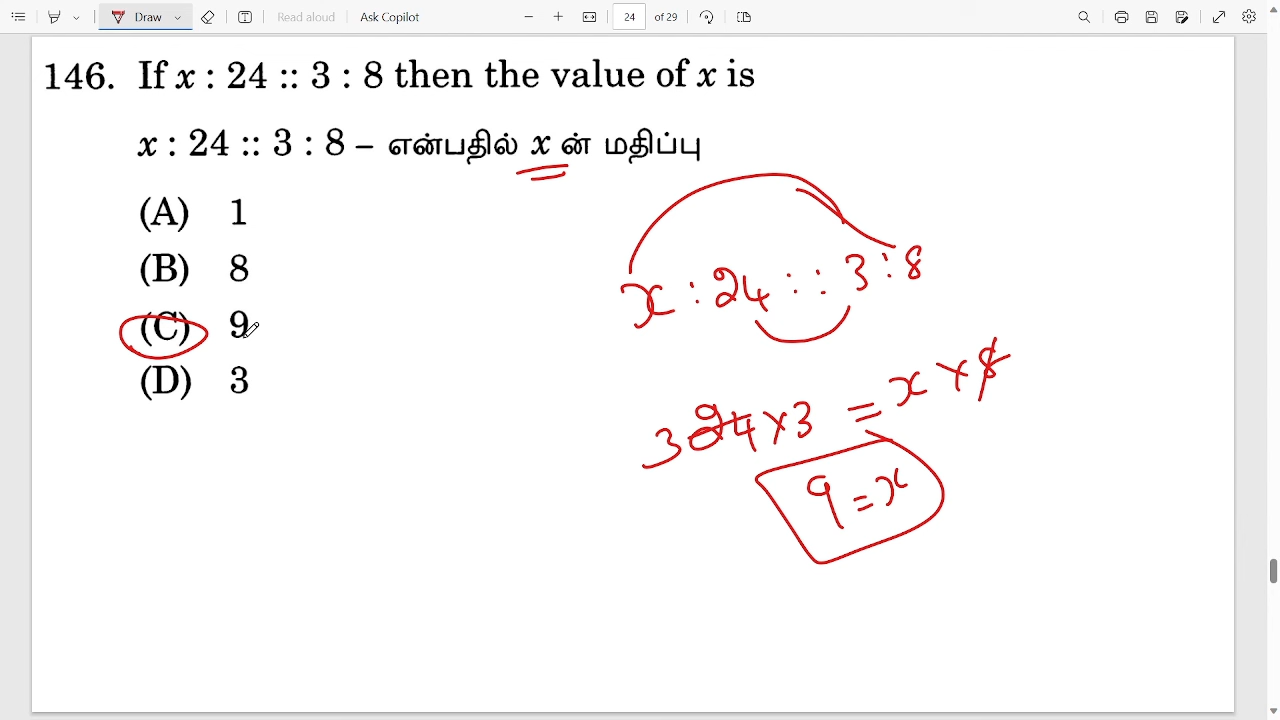 Draw
Read aloud
Ask Copilot
24
of 29
146. If x : 24 :: 3 : 8 then the value of x is
x : 24 :: 3 : 8 – என்பதில் x ன் மதிப்பு
(A) 1
(B) 8
(C) 9
(D) 3
x : 24 : : 3 : 8
3 24 × 3 = x × 8
9 = x